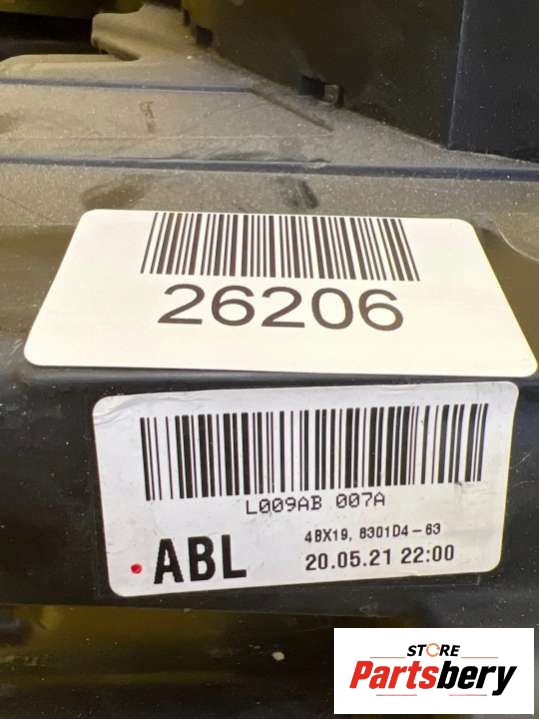 26206
L009AB 007A
ABL
4BX19, 8301D4-63
20.05.21 22:00
STORE
Partsbery